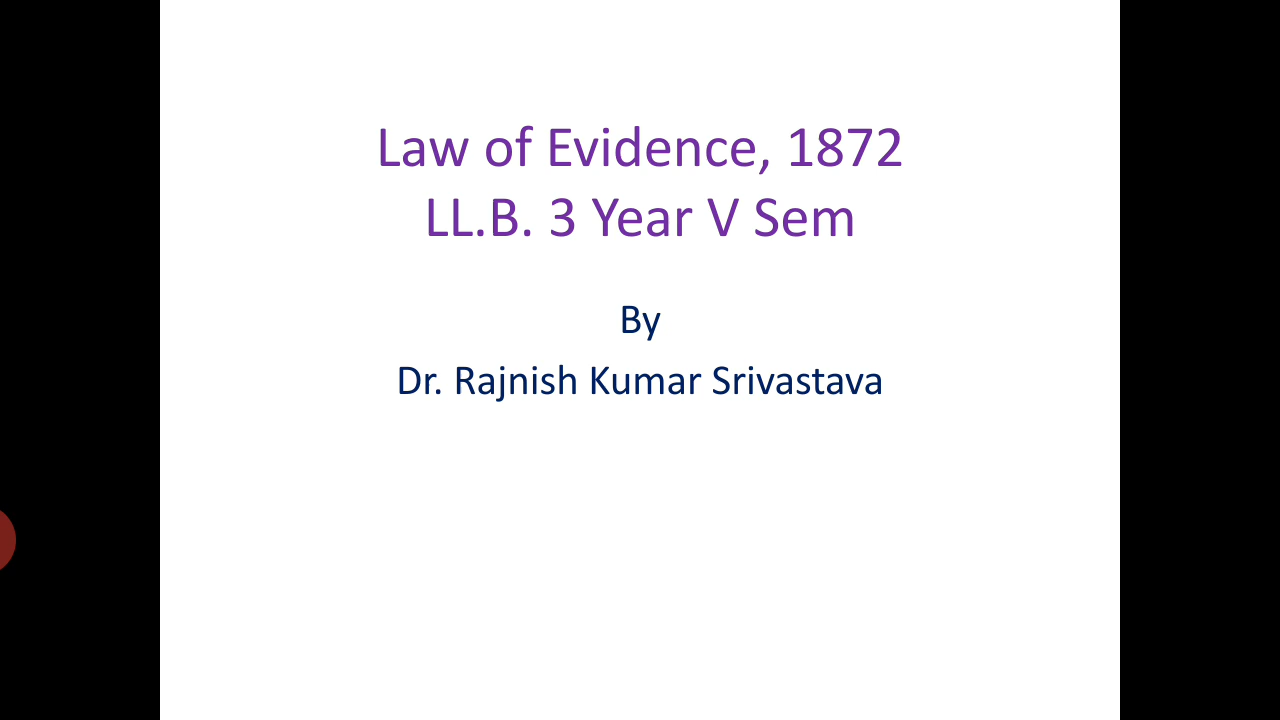 Law of Evidence, 1872
LL.B. 3 Year V Sem
By
Dr. Rajnish Kumar Srivastava